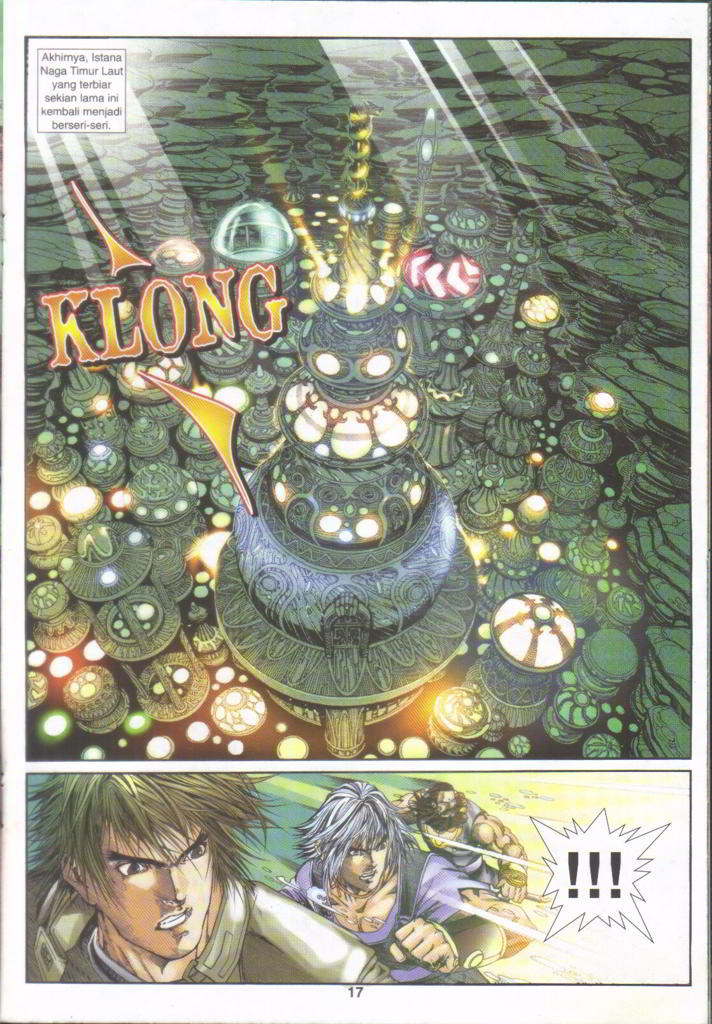 Akhirnya, Istana
Naga Timur Laut
yang terbiar
sekian lama ini
kembali menjadi
berseri-seri.
KLONG
!!!
17